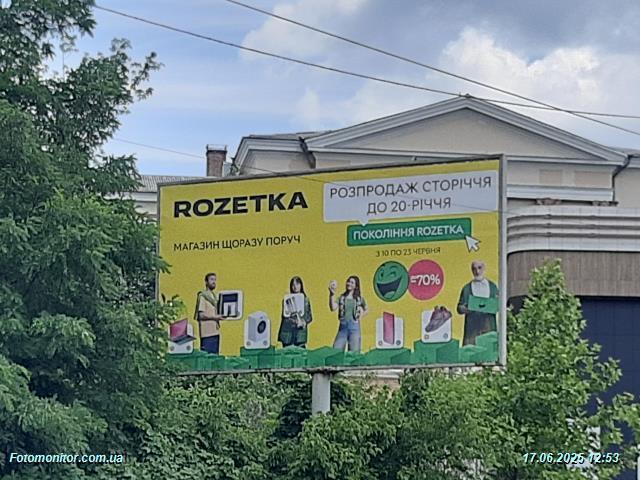 ROZETKA
РОЗПРОДАЖ СТОРІЧЧЯ
ДО 20-РІЧЧЯ
ПОКОЛІННЯ ROZETKA
МАГАЗИН ЩОРАЗУ ПОРУЧ
З 10 ПО 23 ЧЕРВНЯ
-70%
Fotomonitor.com.ua
17.06.2025 12:53